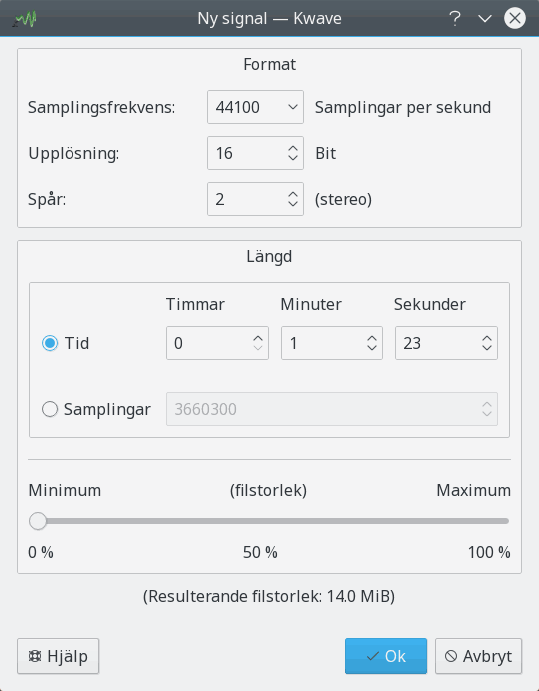 Ny signal — Kwave
Format
Samplingsfrekvens: 44100 Samplingar per sekund
Upplösning: 16 Bit
Spår: 2 (stereo)
Längd
Timmar Minuter Sekunder
Tid 0 1 23
Samplingar 3660300
Minimum (filstorlek) Maximum
0 % 50 % 100 %
(Resulterande filstorlek: 14.0 MiB)
Hjälp Ok Avbryt